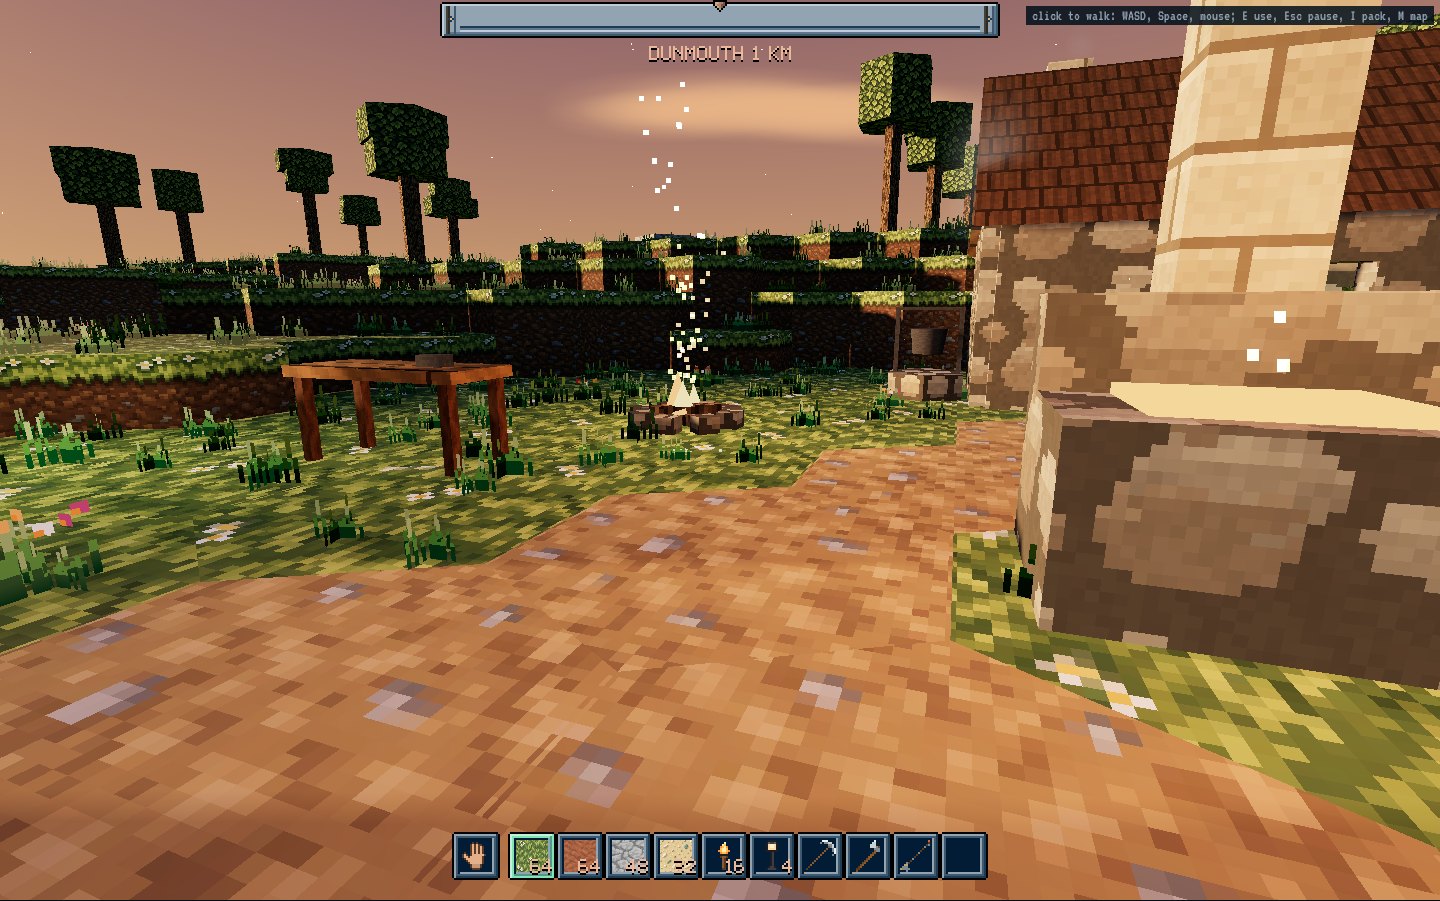 click to walk: WASD, Space, mouse; E use, Esc pause, I pack, M map
DUNMOUTH 1 KM
64 64 48 32 16 4